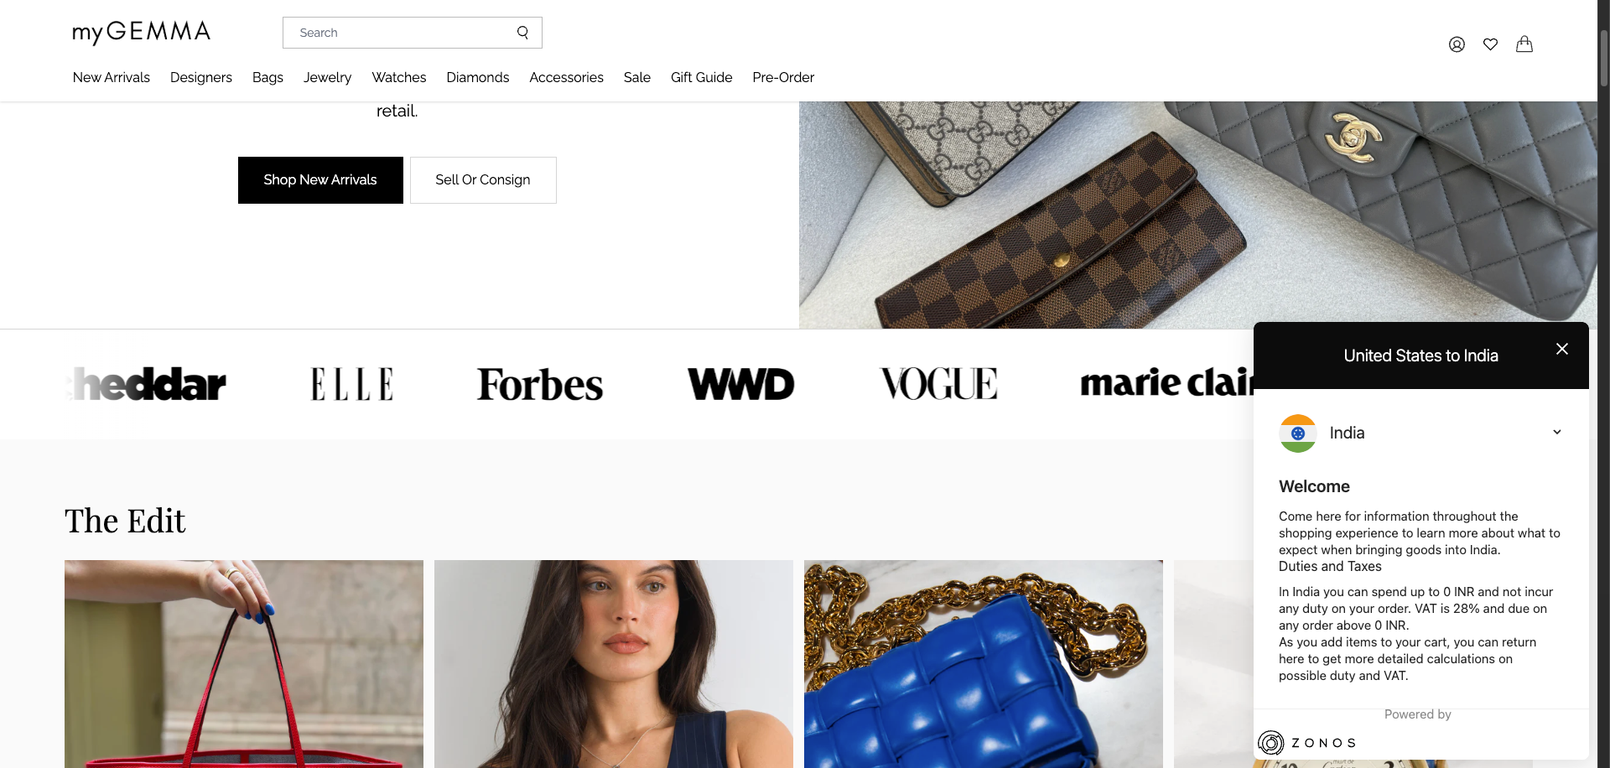 myGEMMA
Search
New Arrivals Designers Bags Jewelry Watches Diamonds Accessories Sale Gift Guide Pre-Order
retail.
Shop New Arrivals
Sell Or Consign
cheddar ELLE Forbes WWD VOGUE marie clair
United States to India
India
Welcome
Come here for information throughout the
shopping experience to learn more about what to
expect when bringing goods into India.
Duties and Taxes
In India you can spend up to 0 INR and not incur
any duty on your order. VAT is 28% and due on
any order above 0 INR.
As you add items to your cart, you can return
here to get more detailed calculations on
possible duty and VAT.
Powered by
ZONOS
The Edit